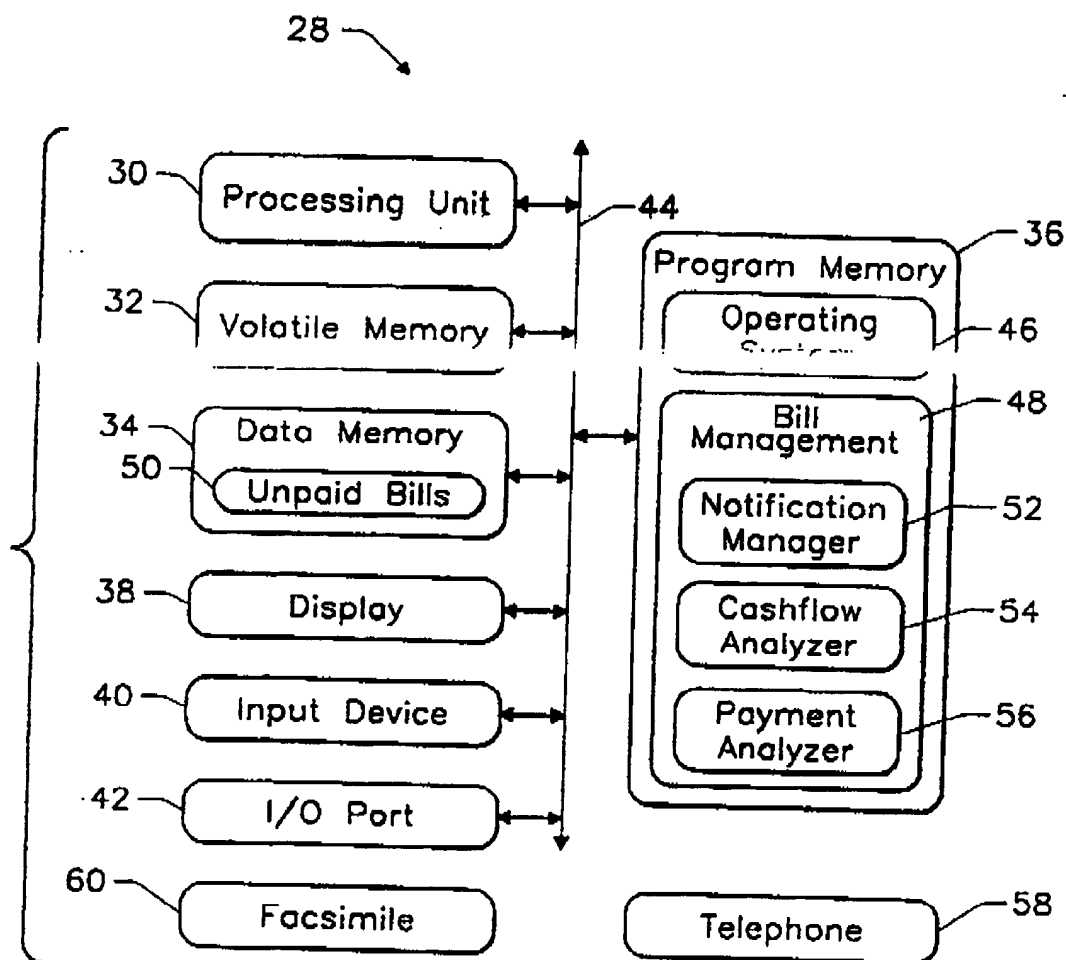 28
30
Processing Unit
44
36
Program Memory
32
Volatile Memory
Operating
46
34
Data Memory
50
Unpaid Bills
Bill
Management
48
Notification
Manager
52
38
Display
Cashflow
Analyzer
54
40
Input Device
Payment
Analyzer
56
42
I/O Port
60
Facsimile
Telephone
58